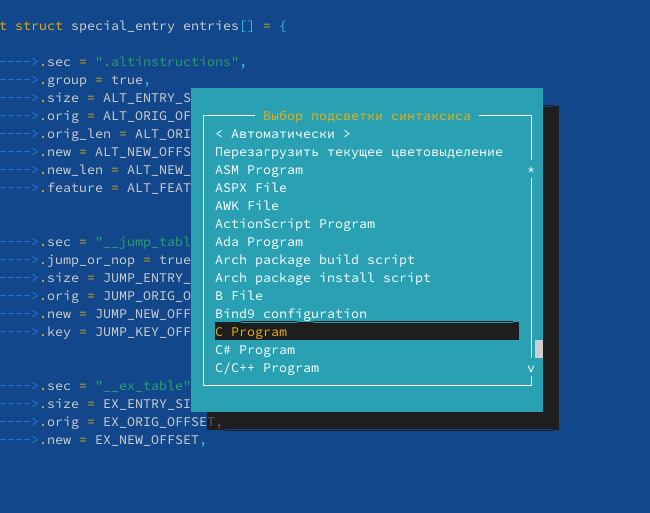 t struct special_entry entries[] = {
---->.sec = ".altinstructions",
---->.group = true,
---->.size = ALT_ENTRY_S
---->.orig = ALT_ORIG_OF
---->.orig_len = ALT_ORI
---->.new = ALT_NEW_OFFS
---->.new_len = ALT_NEW_
---->.feature = ALT_FEAT
---->.sec = "__jump_tabl
---->.jump_or_nop = true
---->.size = JUMP_ENTRY_
---->.orig = JUMP_ORIG_O
---->.new = JUMP_NEW_OFF
---->.key = JUMP_KEY_OFF
---->.sec = "__ex_table"
---->.size = EX_ENTRY_SI
---->.orig = EX_ORIG_OFFSET,
---->.new = EX_NEW_OFFSET,
Выбор подсветки синтаксиса
< Автоматически >
Перезагрузить текущее цветовыделение
ASM Program *
ASPX File
AWK File
ActionScript Program
Ada Program
Arch package build script
Arch package install script
B File
Bind9 configuration
C Program
C# Program
C/C++ Program v